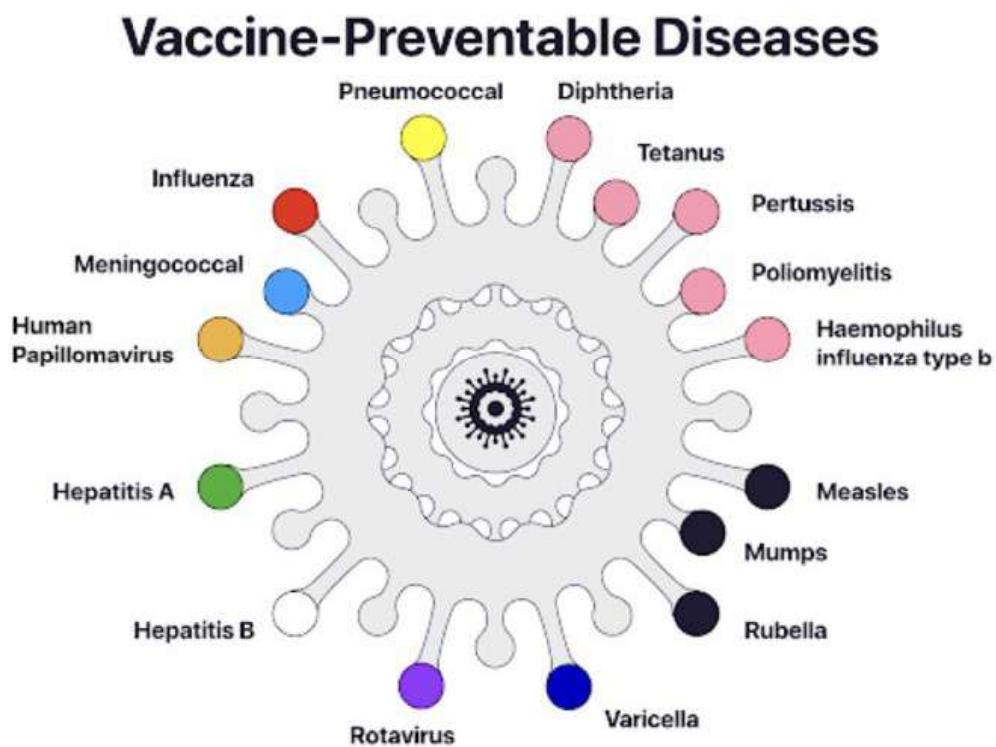 Vaccine-Preventable Diseases
Pneumococcal
Diphtheria
Tetanus
Influenza
Pertussis
Meningococcal
Poliomyelitis
Human
Papillomavirus
Haemophilus
influenza type b
Hepatitis A
Measles
Mumps
Hepatitis B
Rubella
Rotavirus
Varicella